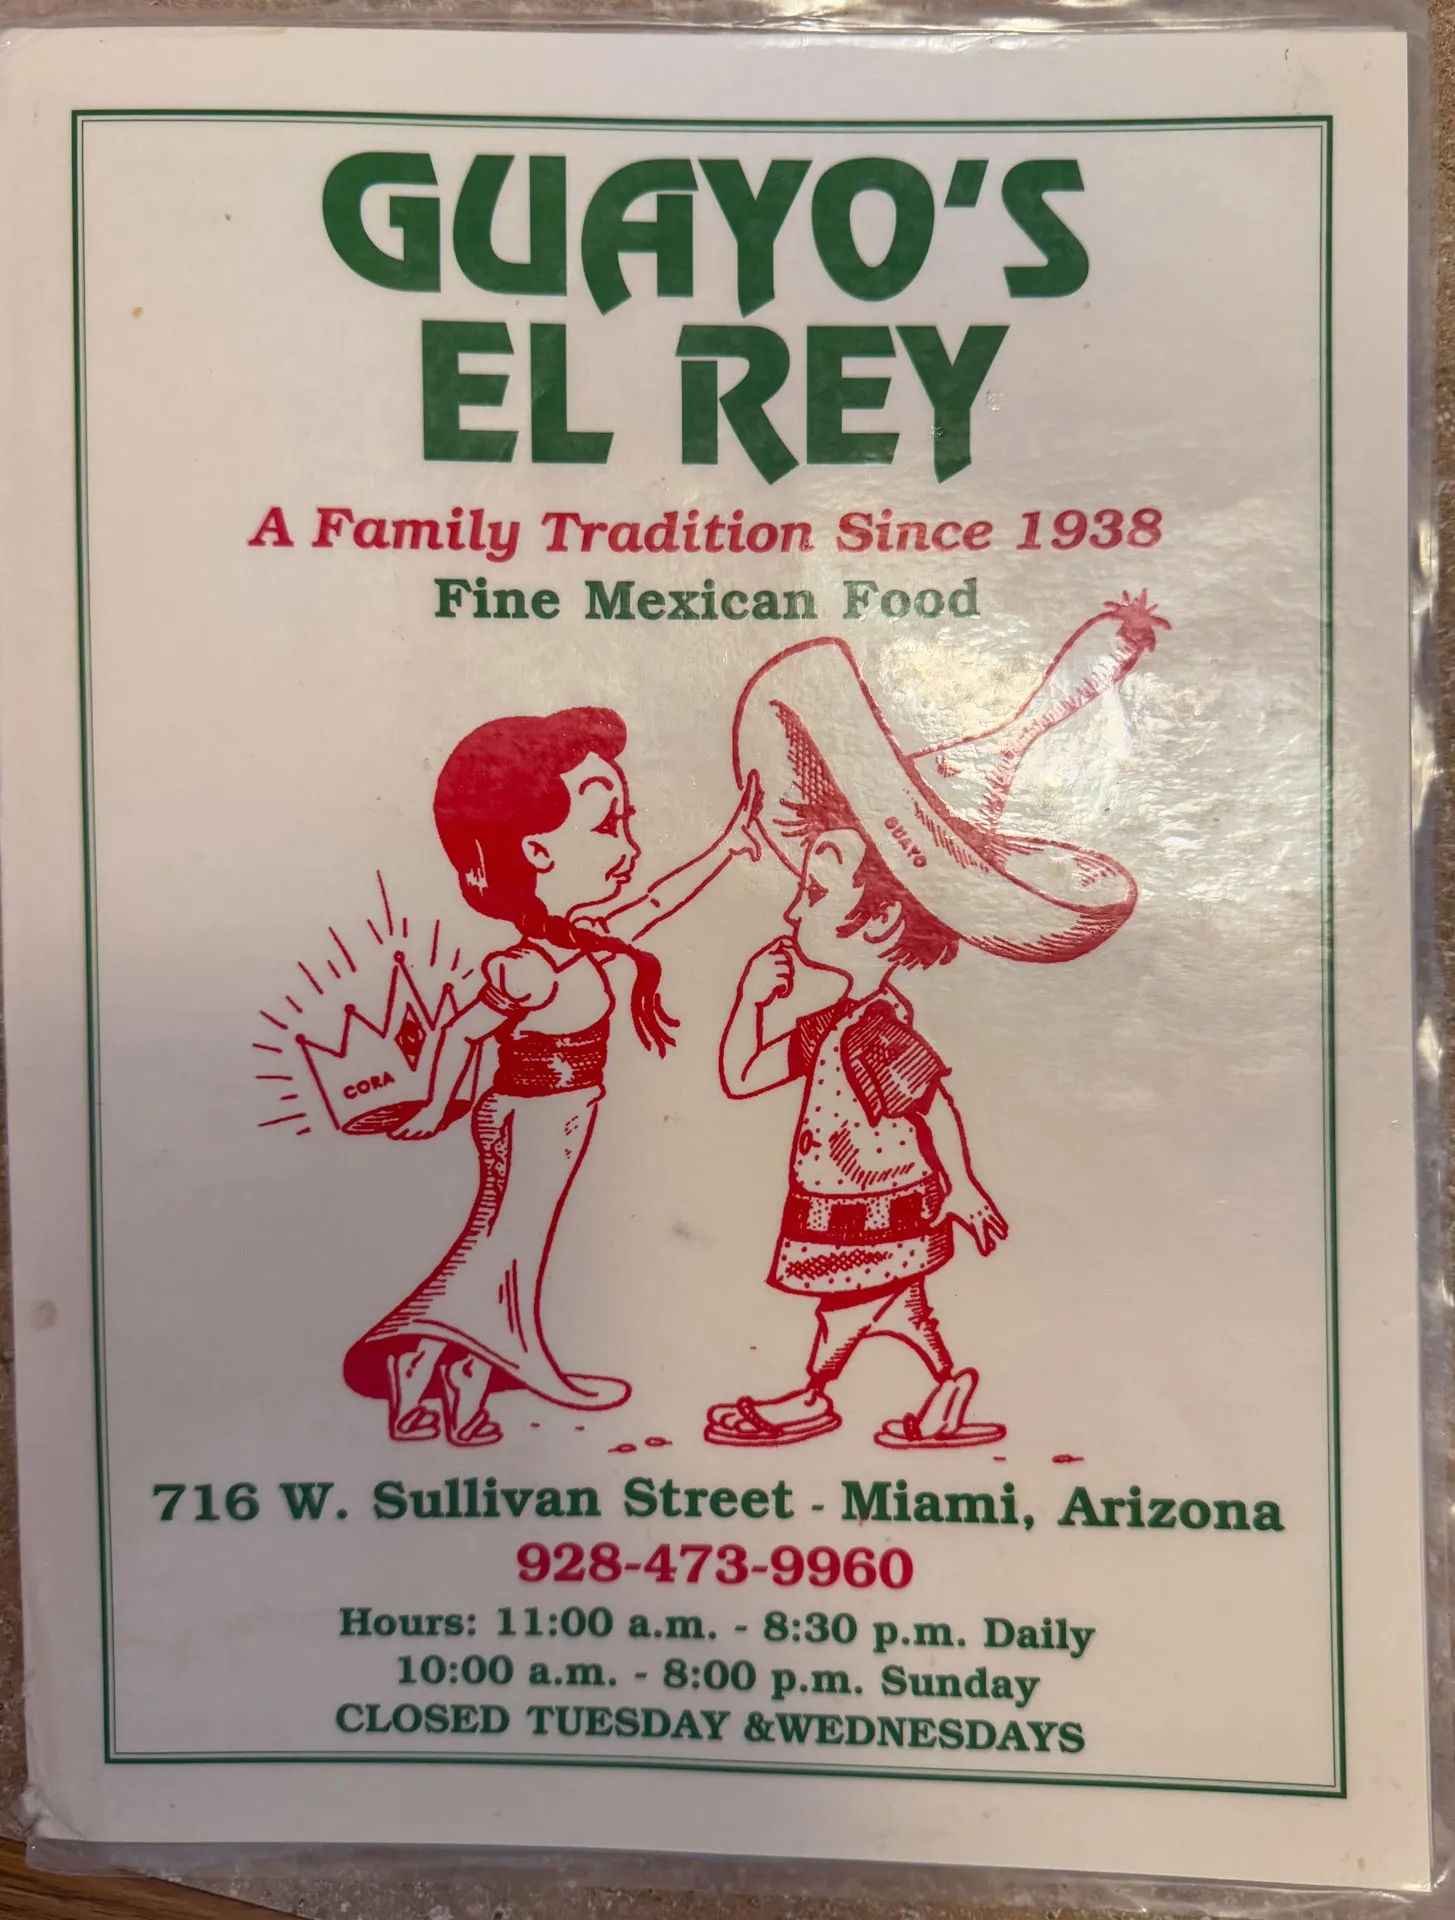 GUAYO'S
EL REY
A Family Tradition Since 1938
Fine Mexican Food
GUAYO
CORA
716 W. Sullivan Street - Miami, Arizona
928-473-9960
Hours: 11:00 a.m. - 8:30 p.m. Daily
10:00 a.m. - 8:00 p.m. Sunday
CLOSED TUESDAY &WEDNESDAYS